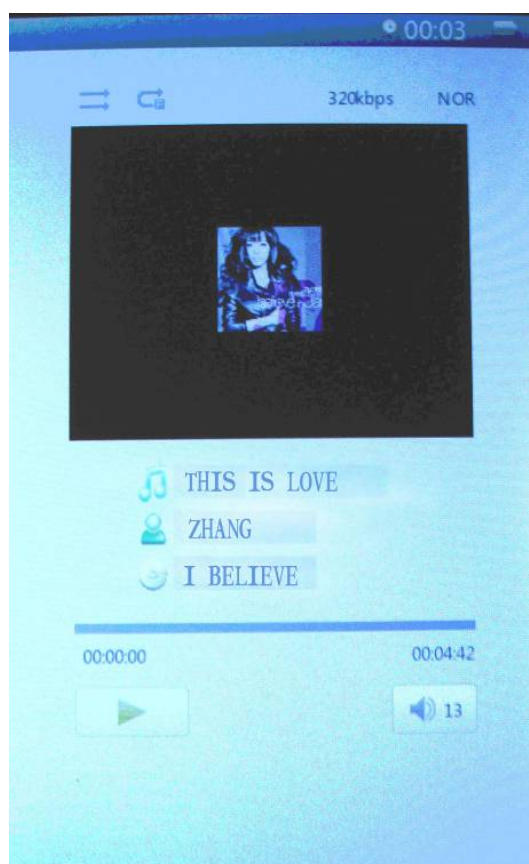 00:03
320kbps NOR
THIS IS LOVE
ZHANG
I BELIEVE
00:00:00 00:04:42
13